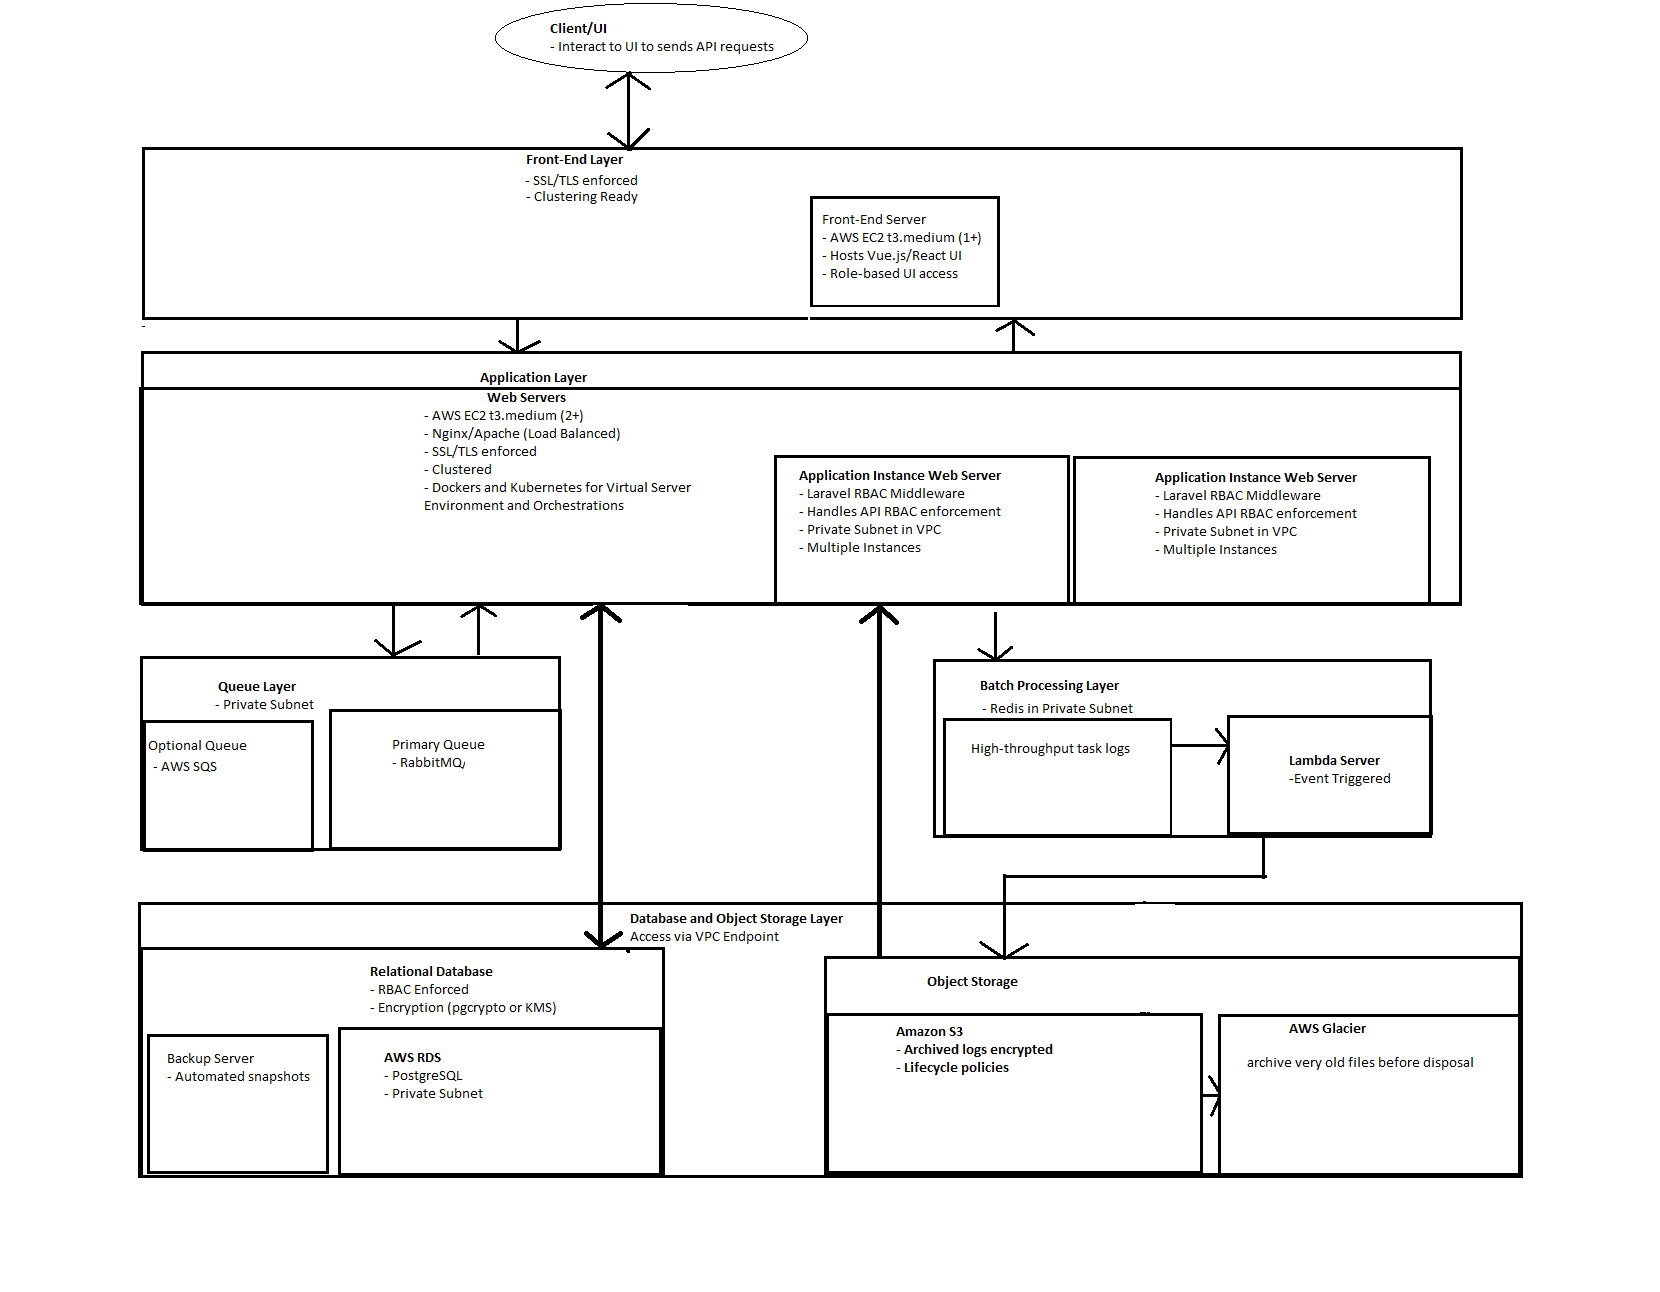 Client/UI
- Interact to UI to sends API requests
Front-End Layer
- SSL/TLS enforced
- Clustering Ready
Front-End Server
- AWS EC2 t3.medium (1+)
- Hosts Vue.js/React UI
- Role-based UI access
-
Application Layer
Web Servers
- AWS EC2 t3.medium (2+)
- Nginx/Apache (Load Balanced)
- SSL/TLS enforced
- Clustered
- Dockers and Kubernetes for Virtual Server
Environment and Orchestrations
Application Instance Web Server
- Laravel RBAC Middleware
- Handles API RBAC enforcement
- Private Subnet in VPC
- Multiple Instances
Application Instance Web Server
- Laravel RBAC Middleware
- Handles API RBAC enforcement
- Private Subnet in VPC
- Multiple Instances
Queue Layer
- Private Subnet
Optional Queue
- AWS SQS
Primary Queue
- RabbitMQ/
Batch Processing Layer
- Redis in Private Subnet
High-throughput task logs
Lambda Server
-Event Triggered
Database and Object Storage Layer
Access via VPC Endpoint
Relational Database
- RBAC Enforced
- Encryption (pgcrypto or KMS)
Backup Server
- Automated snapshots
AWS RDS
- PostgreSQL
- Private Subnet
Object Storage
Amazon S3
- Archived logs encrypted
- Lifecycle policies
AWS Glacier
archive very old files before disposal